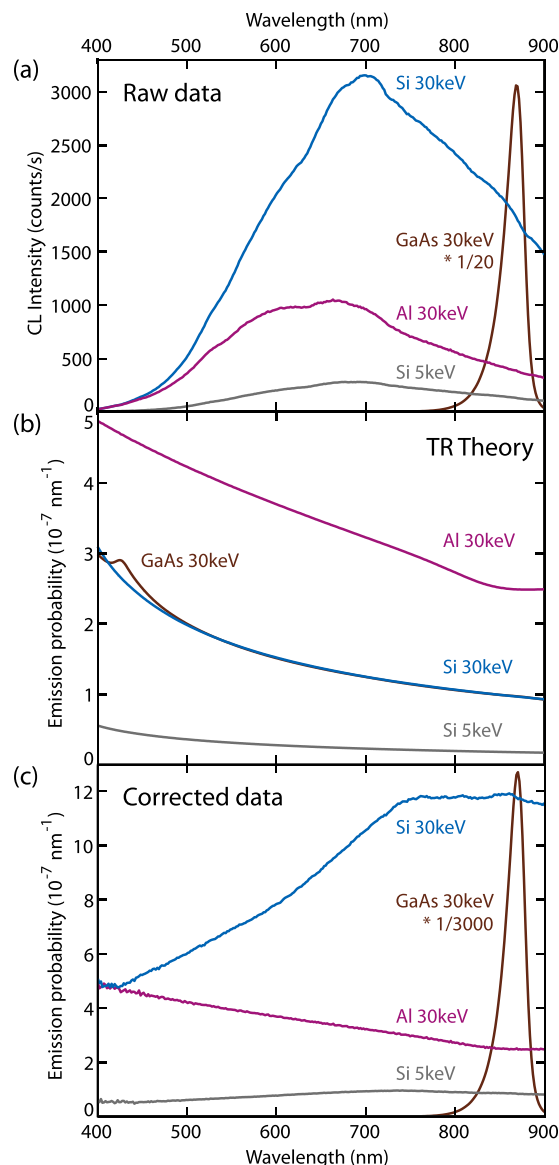 Wavelength (nm)
400 500 600 700 800 900
(a)
Raw data
CL Intensity (counts/s)
3000
2500
2000
1500
1000
500
0
Si 30keV
GaAs 30keV
* 1/20
Al 30keV
Si 5keV
(b)
TR Theory
Emission probability (10⁻⁷ nm⁻¹)
5
4
3
2
1
0
Al 30keV
GaAs 30keV
Si 30keV
Si 5keV
(c)
Corrected data
Emission probability (10⁻⁷ nm⁻¹)
12
10
8
6
4
2
0
Si 30keV
GaAs 30keV
* 1/3000
Al 30keV
Si 5keV
400 500 600 700 800 900
Wavelength (nm)